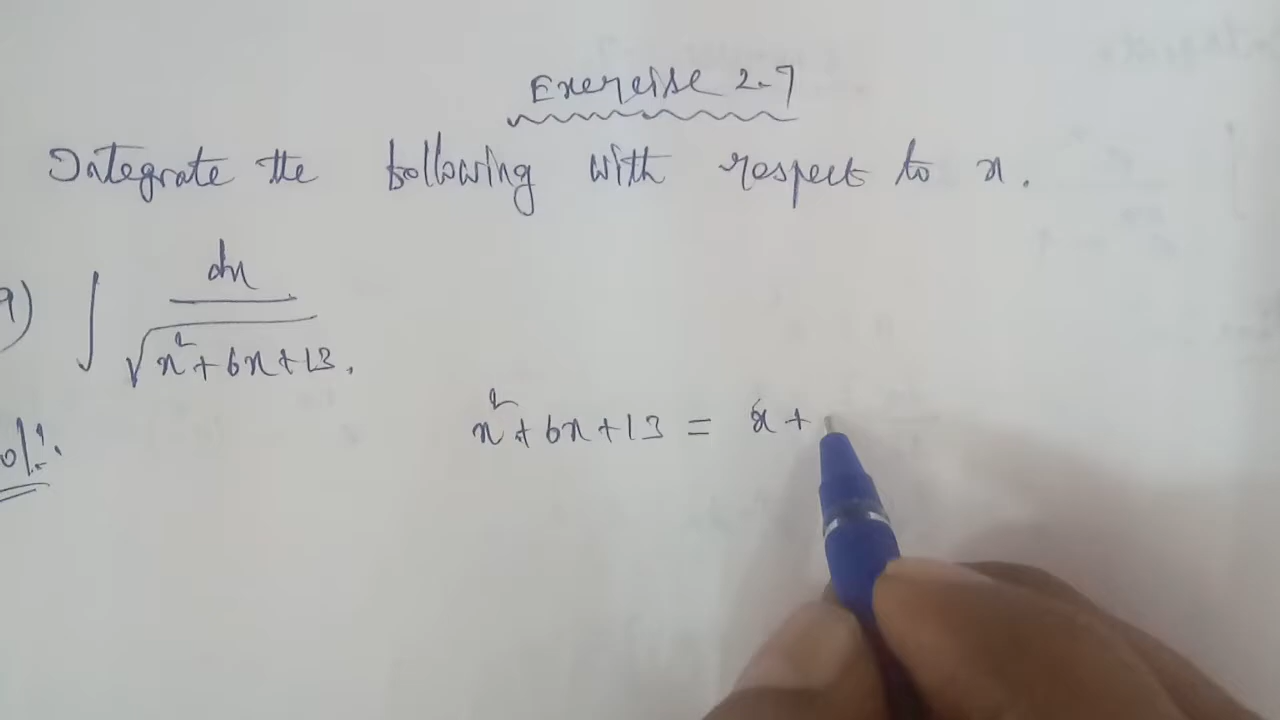 Exercise 2.7
Integrate the following with respect to x.
9) ∫ dx / √x²+6x+13.
Sol:
x²+6x+13 = x+